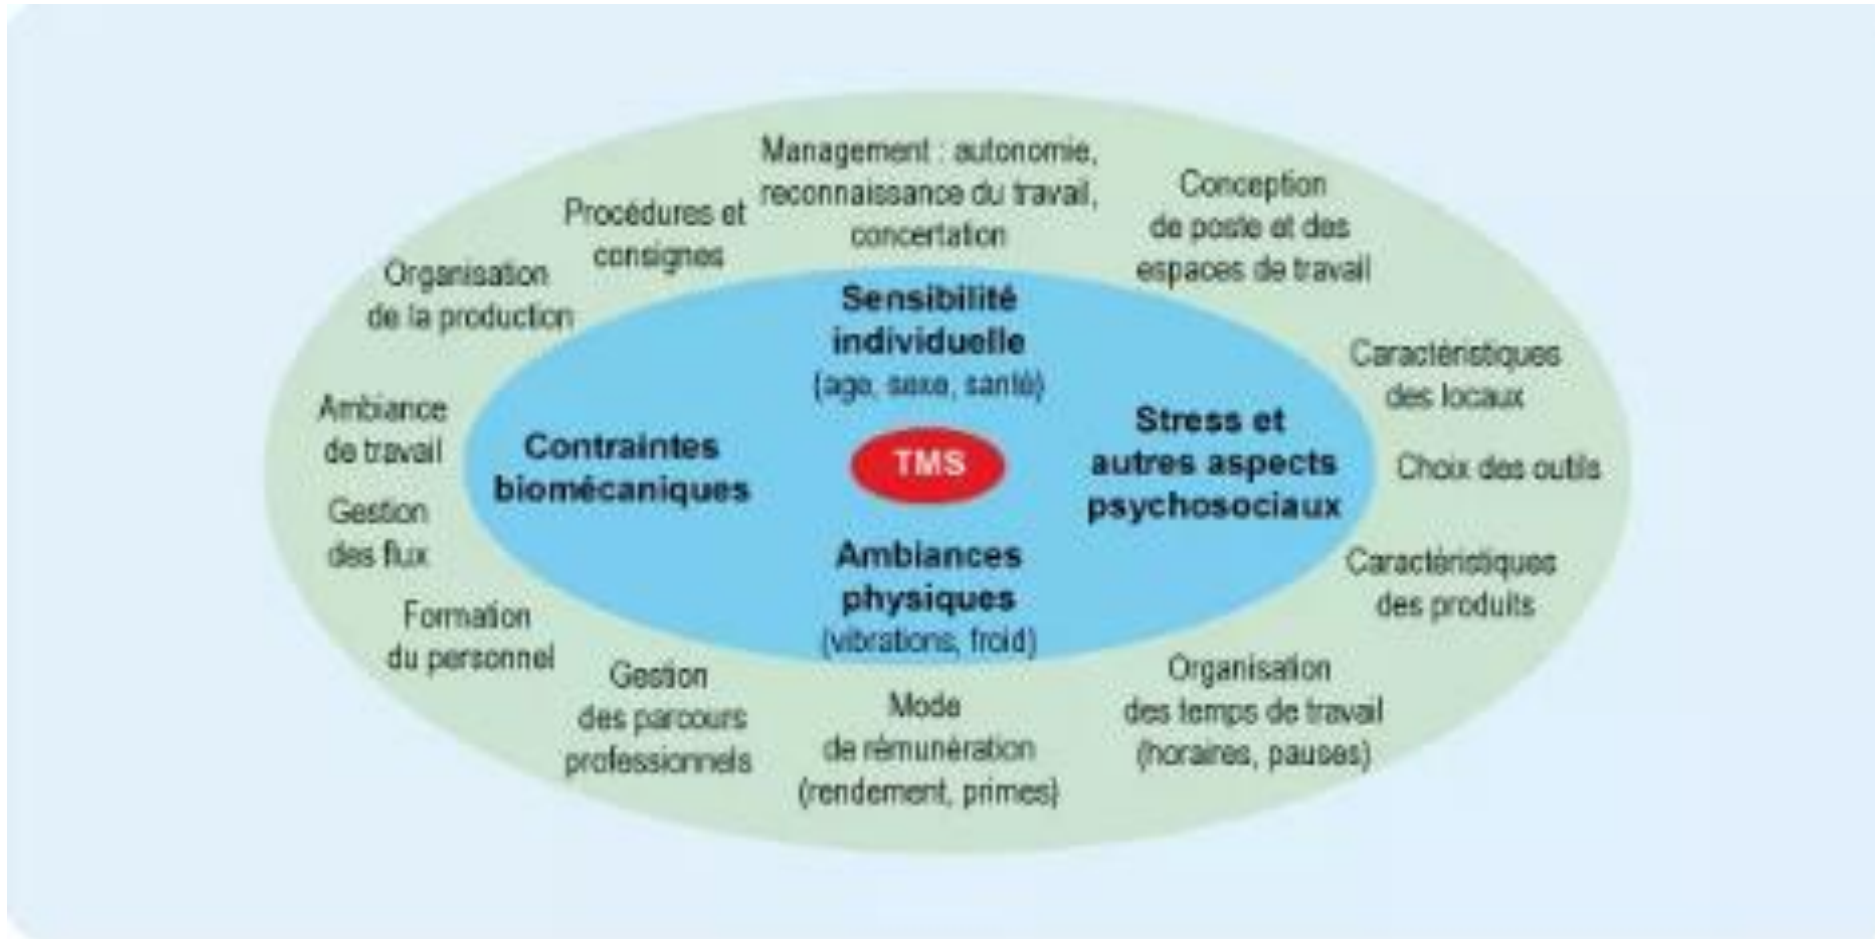 Management : autonomie,
reconnaissance du travail,
concertation
Procédures et
consignes
Conception
de poste et des
espaces de travail
Organisation
de la production
Caractéristiques
des locaux
Ambiance
de travail
Choix des outils
Gestion
des flux
Caractéristiques
des produits
Formation
du personnel
Gestion
des parcours
professionnels
Mode
de rémunération
(rendement, primes)
Organisation
des temps de travail
(horaires, pauses)
Sensibilité
individuelle
(age, sexe, santé)
Contraintes
biomécaniques
TMS
Stress et
autres aspects
psychosociaux
Ambiances
physiques
(vibrations, froid)